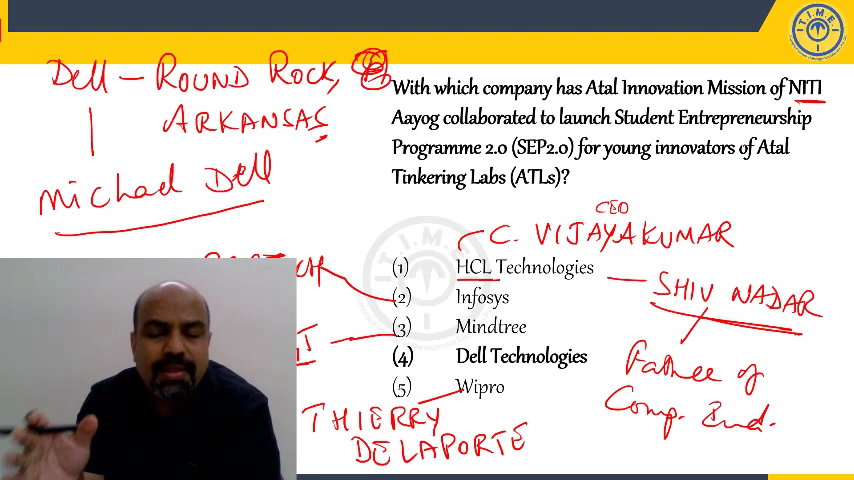 T.I.M.E.
Dell – ROUND ROCK,
ARKANSAS
Michael Dell
With which company has Atal Innovation Mission of NITI
Aayog collaborated to launch Student Entrepreneurship
Programme 2.0 (SEP2.0) for young innovators of Atal
Tinkering Labs (ATLs)?
CEO
C. VIJAYAKUMAR
(1) HCL Technologies
SHIV NADAR
(2) Infosys
(3) Mindtree
(4) Dell Technologies
(5) Wipro
Father of
Comp. Ind.
THIERRY
DELAPORTE